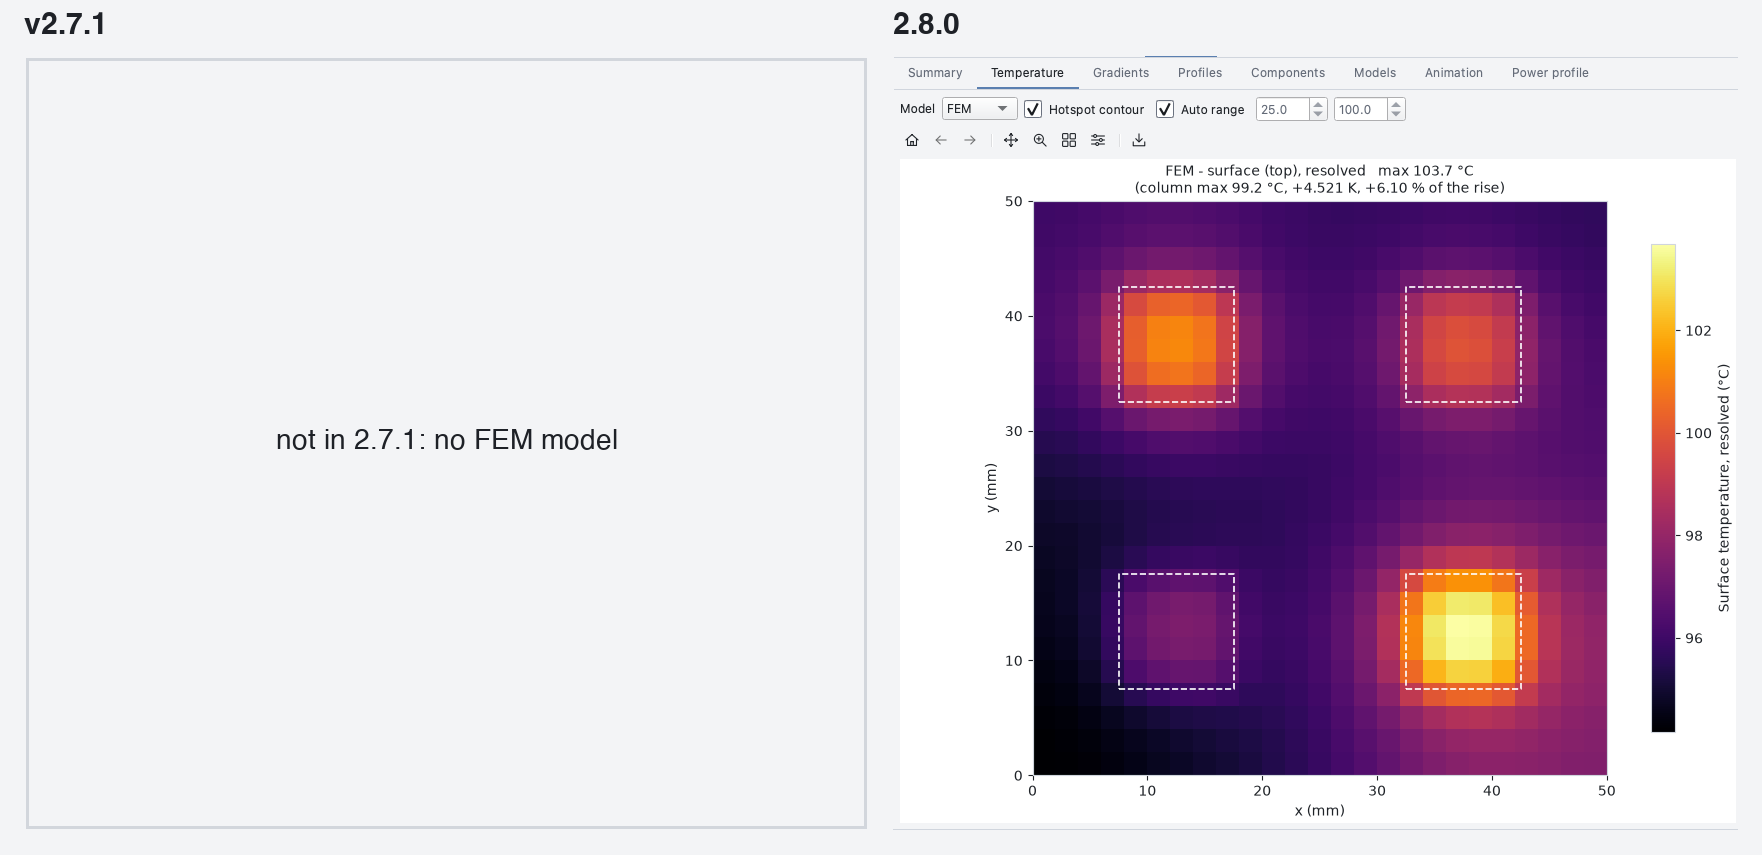 v2.7.1
not in 2.7.1: no FEM model
2.8.0
Summary Temperature Gradients Profiles Components Models Animation Power profile
Model FEM Hotspot contour Auto range 25.0 100.0
FEM - surface (top), resolved   max 103.7 °C
(column max 99.2 °C, +4.521 K, +6.10 % of the rise)
50
40
30
20
10
0
y (mm)
0 10 20 30 40 50
x (mm)
102
100
98
96
Surface temperature, resolved (°C)